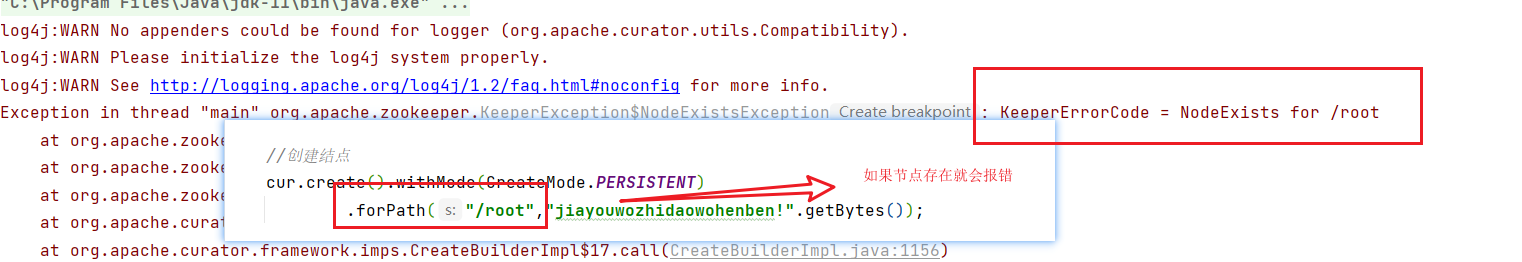 "C:\Program Files\Java\jdk-11\bin\java.exe" ...
log4j:WARN No appenders could be found for logger (org.apache.curator.utils.Compatibility).
log4j:WARN Please initialize the log4j system properly.
log4j:WARN See http://logging.apache.org/log4j/1.2/faq.html#noconfig for more info.
Exception in thread "main" org.apache.zookeeper.KeeperException$NodeExistsException Create breakpoint : KeeperErrorCode = NodeExists for /root
at org.apache.zooke
at org.apache.zooke
at org.apache.zooke
at org.apache.curat
at org.apache.curator.framework.imps.CreateBuilderImpl$17.call(CreateBuilderImpl.java:1156)
//创建结点
cur.create().withMode(CreateMode.PERSISTENT)
.forPath( s: "/root","jiayouwozhidaowohenben!".getBytes());
如果节点存在就会报错